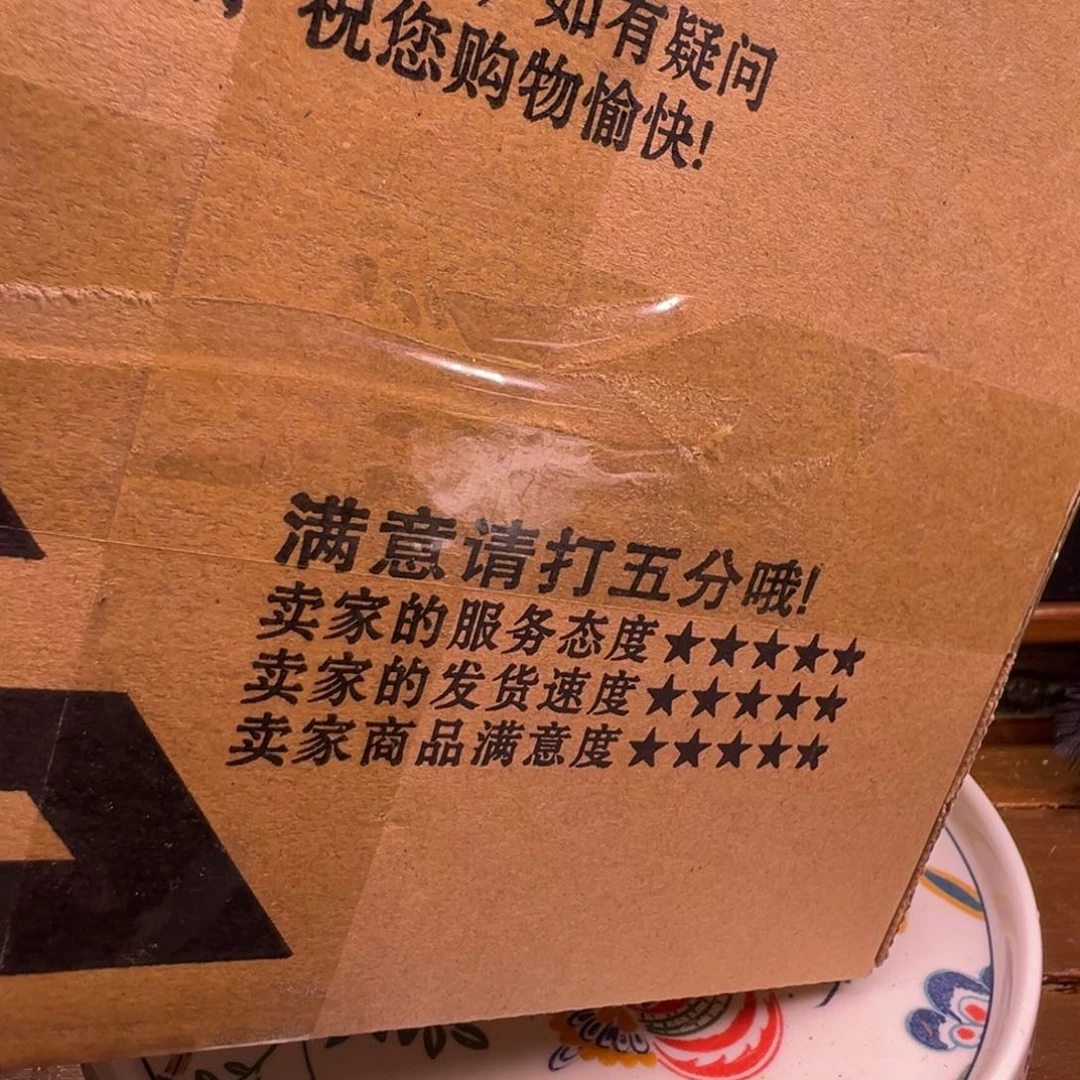 如有疑问
祝您购物愉快!
满意请打五分哦!
卖家的服务态度★★★★★
卖家的发货速度★★★★★
卖家商品满意度★★★★★